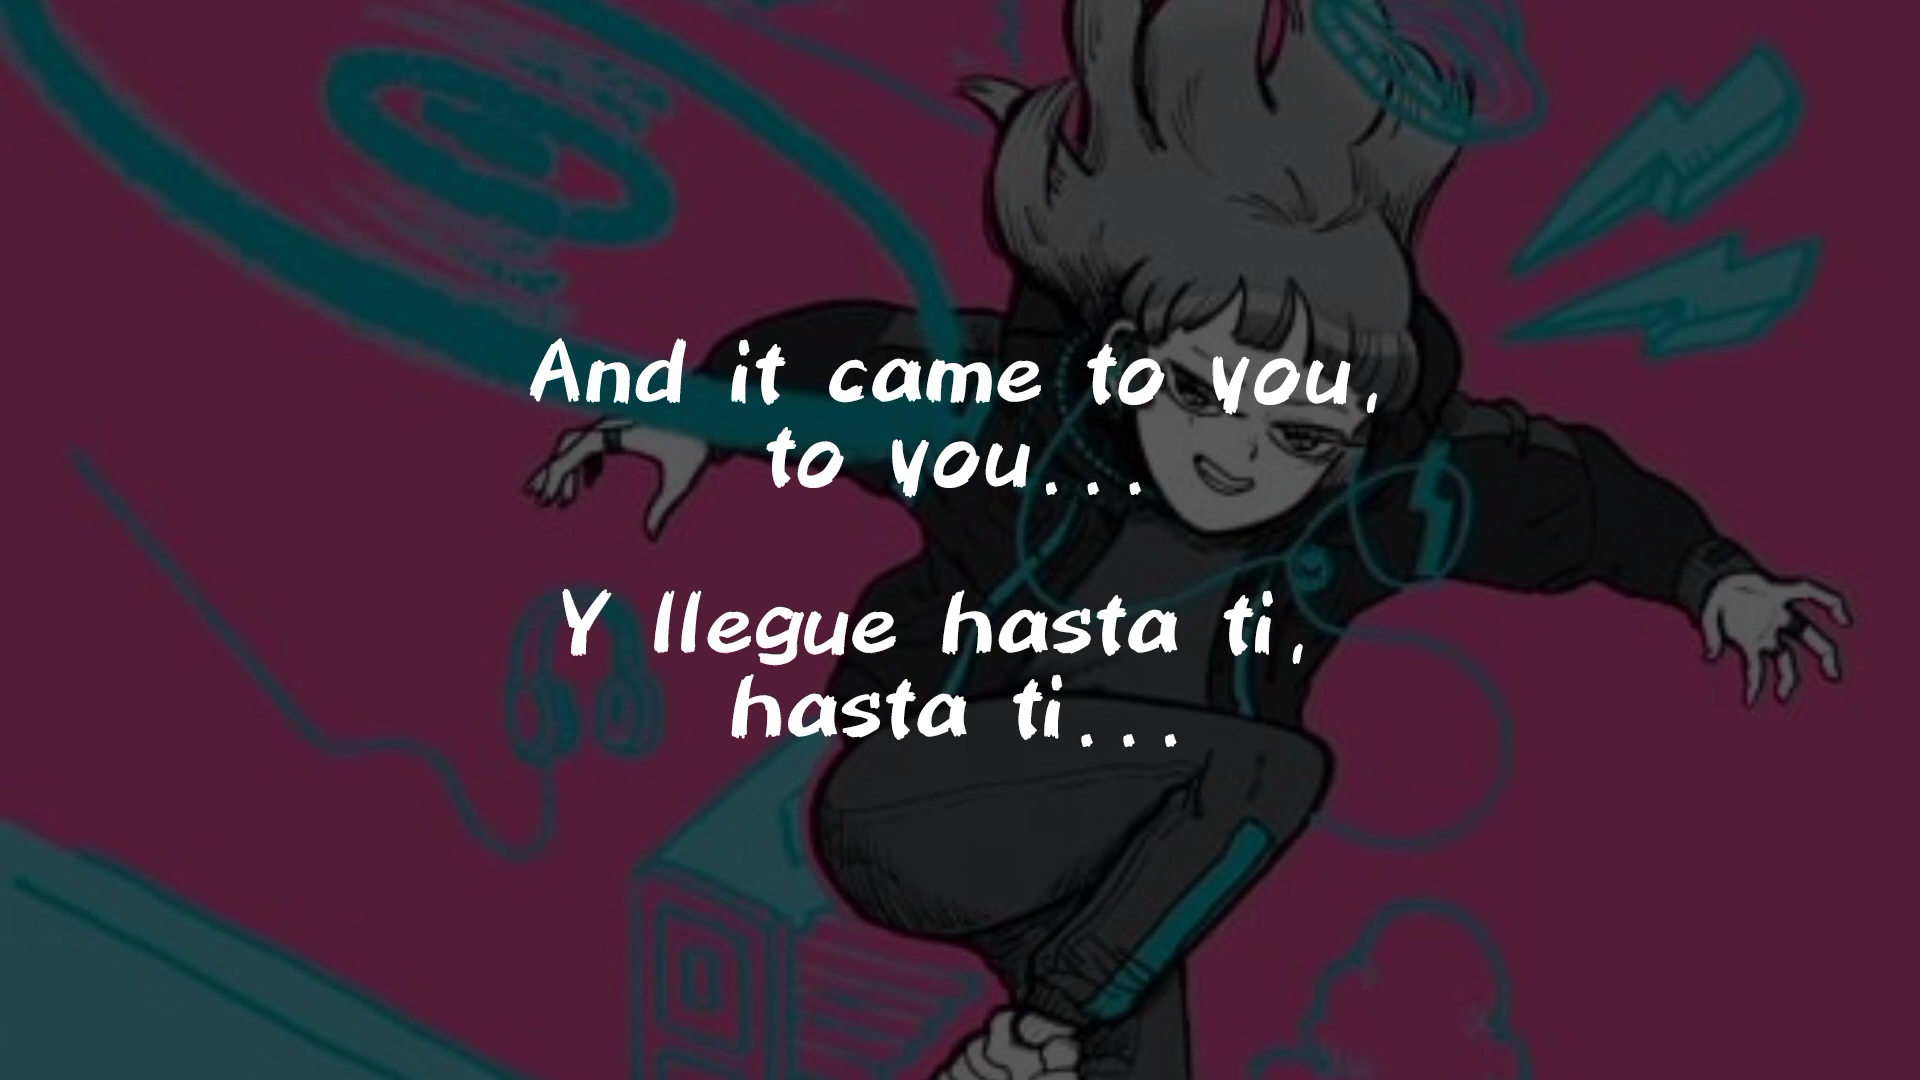 And it came to you,
to you...
Y llegue hasta ti,
hasta ti...